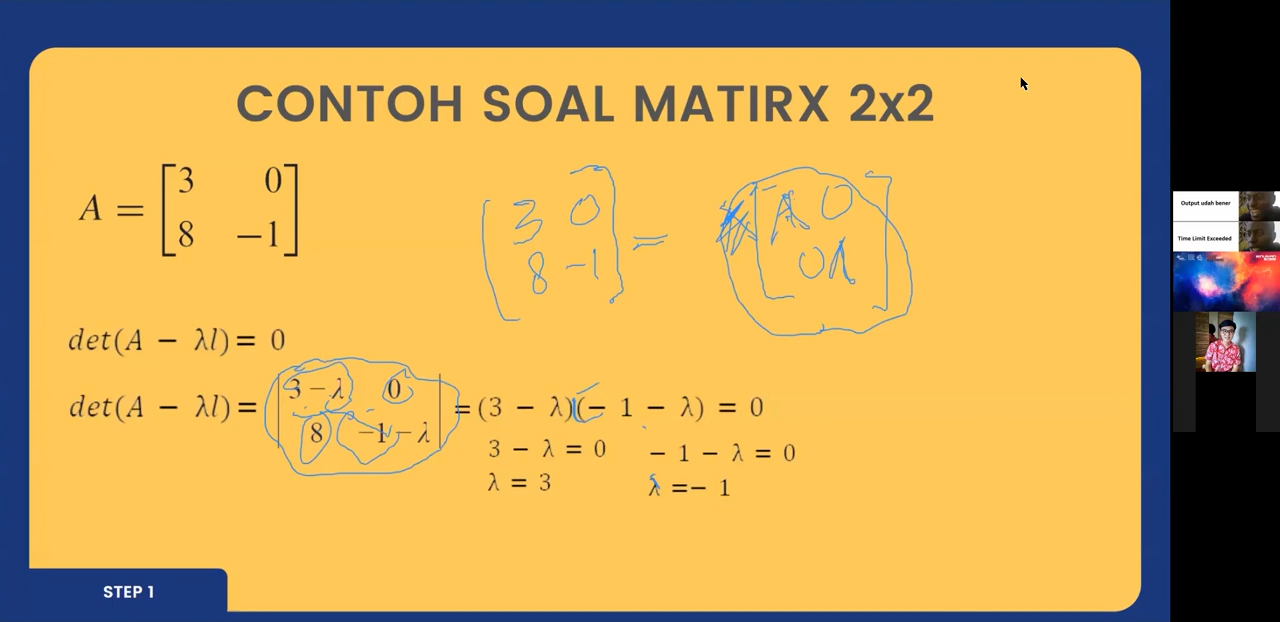 CONTOH SOAL MATIRX 2x2
A = [3 0
8 −1]
[3 0
8 -1] = [λ 0
0 λ]
det(A − λl) = 0
det(A − λl) = |3 − λ 0
8 −1 − λ| = (3 − λ)(− 1 − λ) = 0
3 − λ = 0 − 1 − λ = 0
λ = 3 λ =− 1
STEP 1
Output udah bener
Time Limit Exceeded